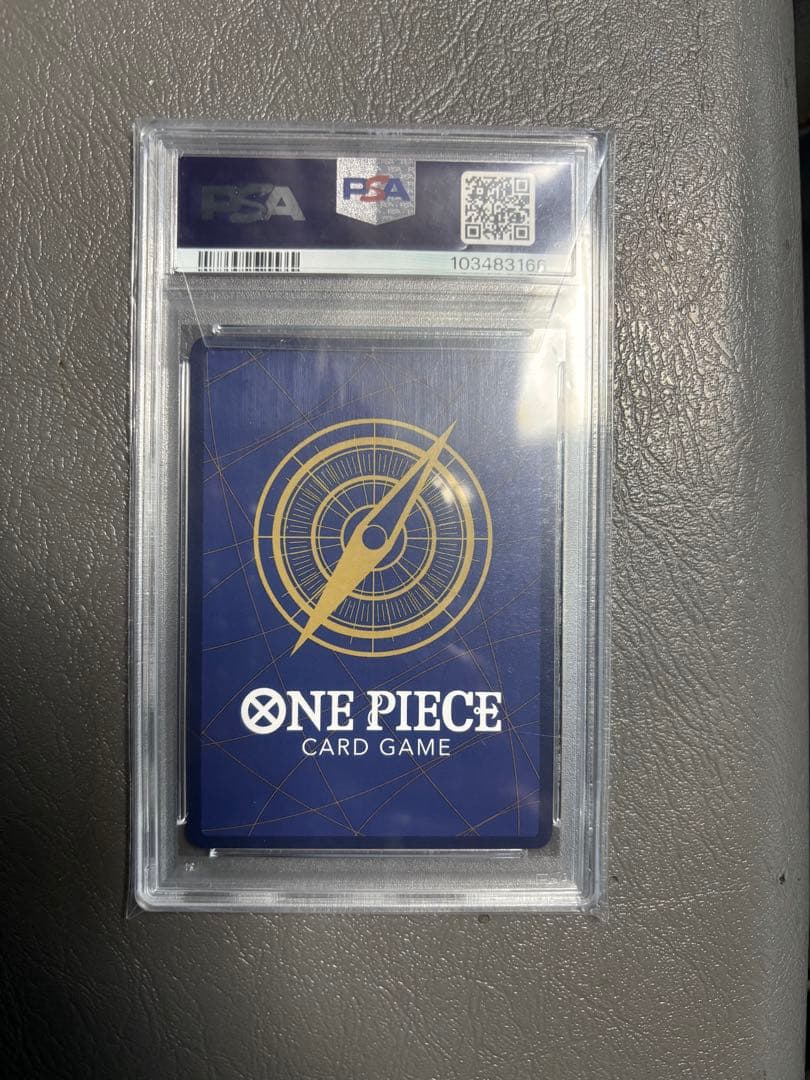 PSA
PSA
103483166
ONE PIECE
CARD GAME